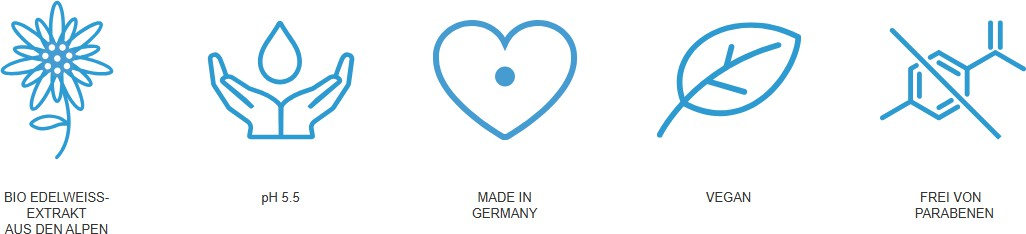 BIO EDELWEISS-
EXTRAKT
AUS DEN ALPEN
pH 5.5
MADE IN
GERMANY
VEGAN
FREI VON
PARABENEN